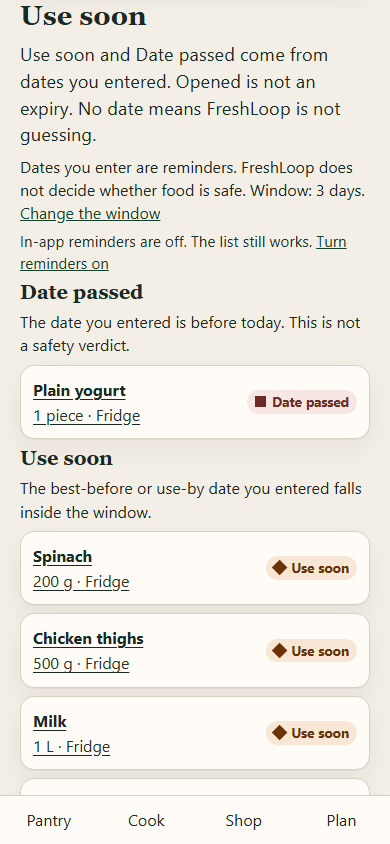 Use soon
Use soon and Date passed come from
dates you entered. Opened is not an
expiry. No date means FreshLoop is not
guessing.
Dates you enter are reminders. FreshLoop does
not decide whether food is safe. Window: 3 days.
Change the window
In-app reminders are off. The list still works. Turn
reminders on
Date passed
The date you entered is before today. This is not
a safety verdict.
Plain yogurt
1 piece · Fridge
Date passed
Use soon
The best-before or use-by date you entered falls
inside the window.
Spinach
200 g · Fridge
Use soon
Chicken thighs
500 g · Fridge
Use soon
Milk
1 L · Fridge
Use soon
Pantry Cook Shop Plan